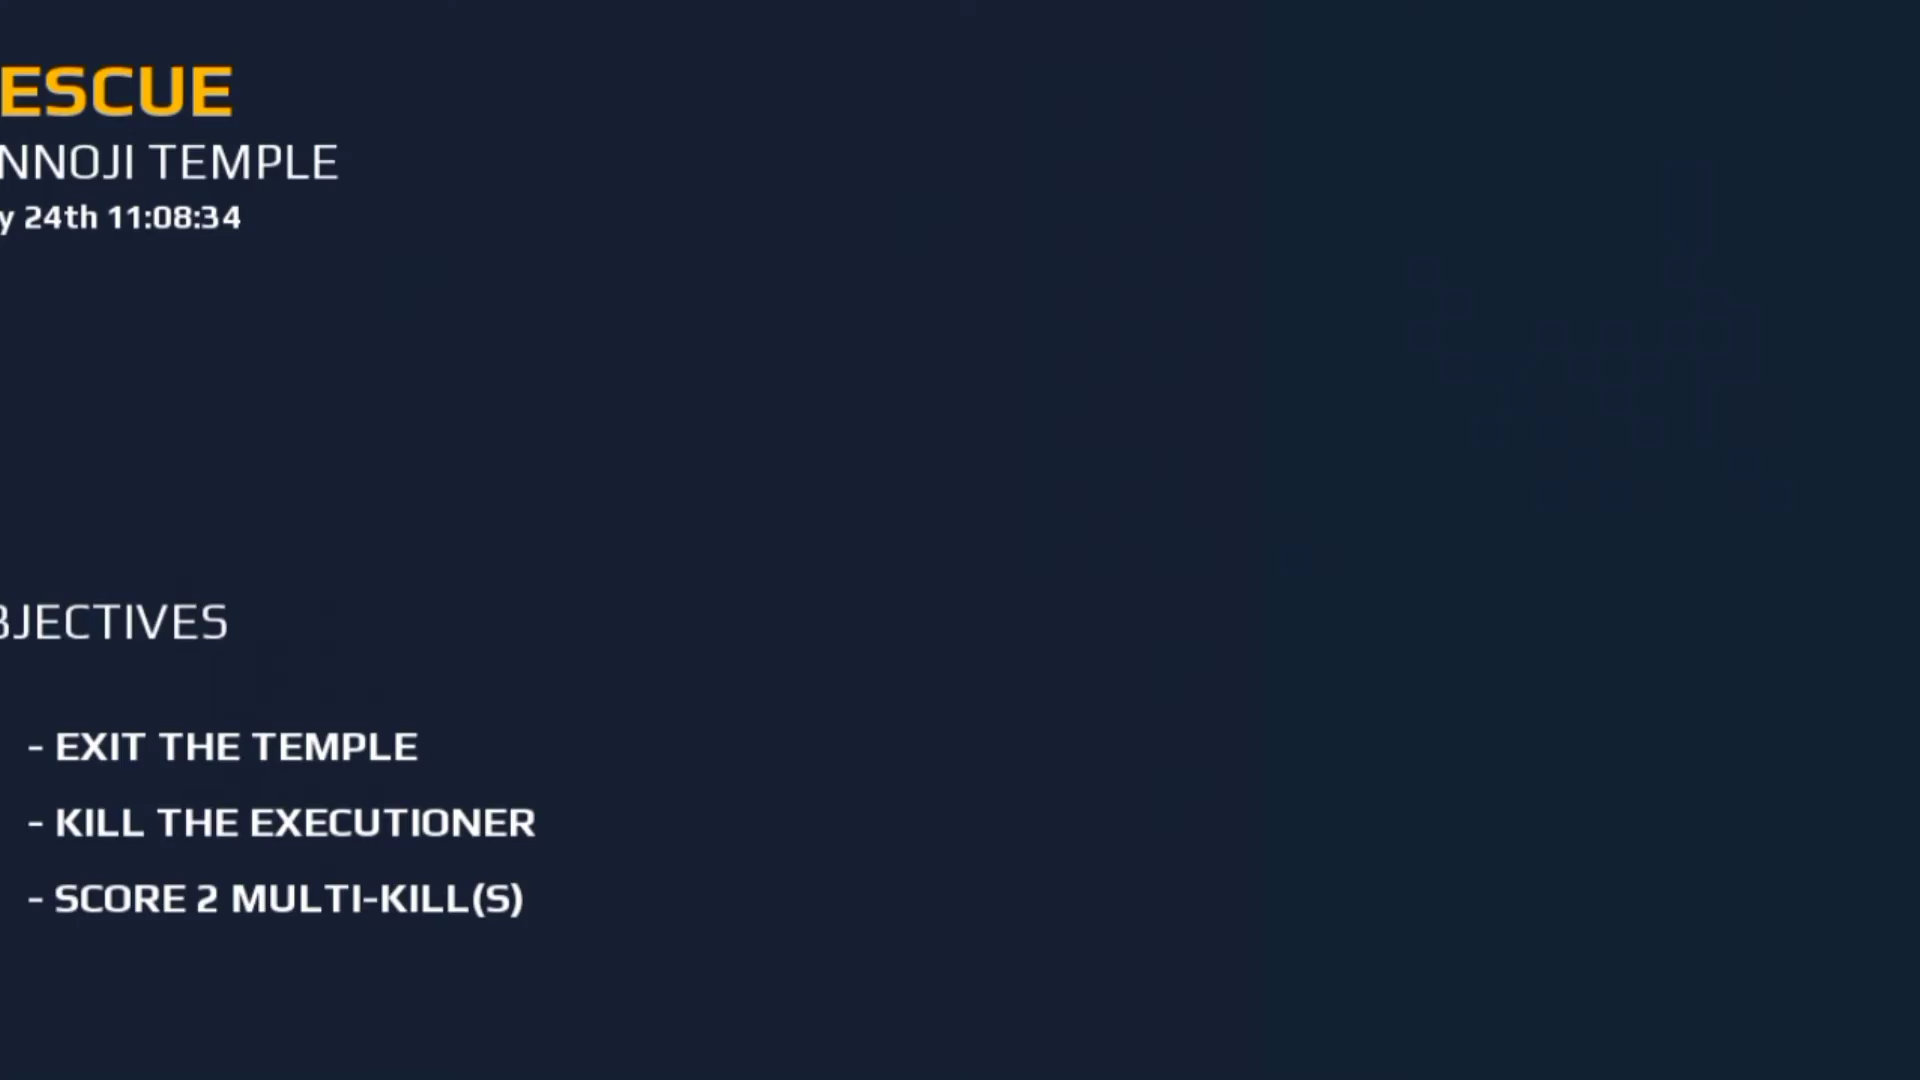 ESCUE
NNOJI TEMPLE
y 24th 11:08:34
BJECTIVES
- EXIT THE TEMPLE
- KILL THE EXECUTIONER
- SCORE 2 MULTI-KILL(S)